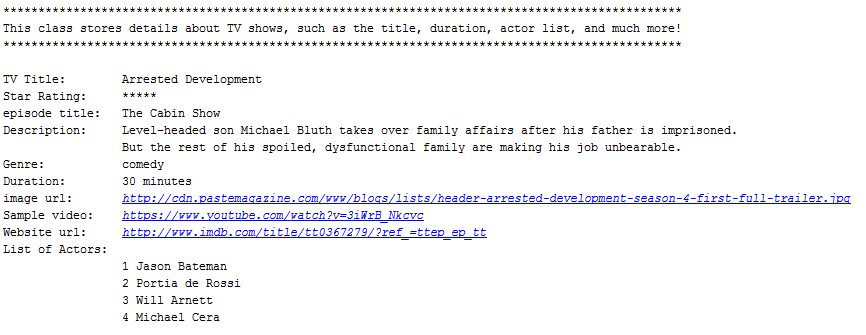 *************************************************************************************************
This class stores details about TV shows, such as the title, duration, actor list, and much more!
*************************************************************************************************
TV Title: Arrested Development
Star Rating: *****
episode title: The Cabin Show
Description: Level-headed son Michael Bluth takes over family affairs after his father is imprisoned.
But the rest of his spoiled, dysfunctional family are making his job unbearable.
Genre: comedy
Duration: 30 minutes
image url: http://cdn.pastemagazine.com/www/blogs/lists/header-arrested-development-season-4-first-full-trailer.jpg
Sample video: https://www.youtube.com/watch?v=3iWrB_Nkcvc
Website url: http://www.imdb.com/title/tt0367279/?ref_=ttep_ep_tt
List of Actors:
1 Jason Bateman
2 Portia de Rossi
3 Will Arnett
4 Michael Cera